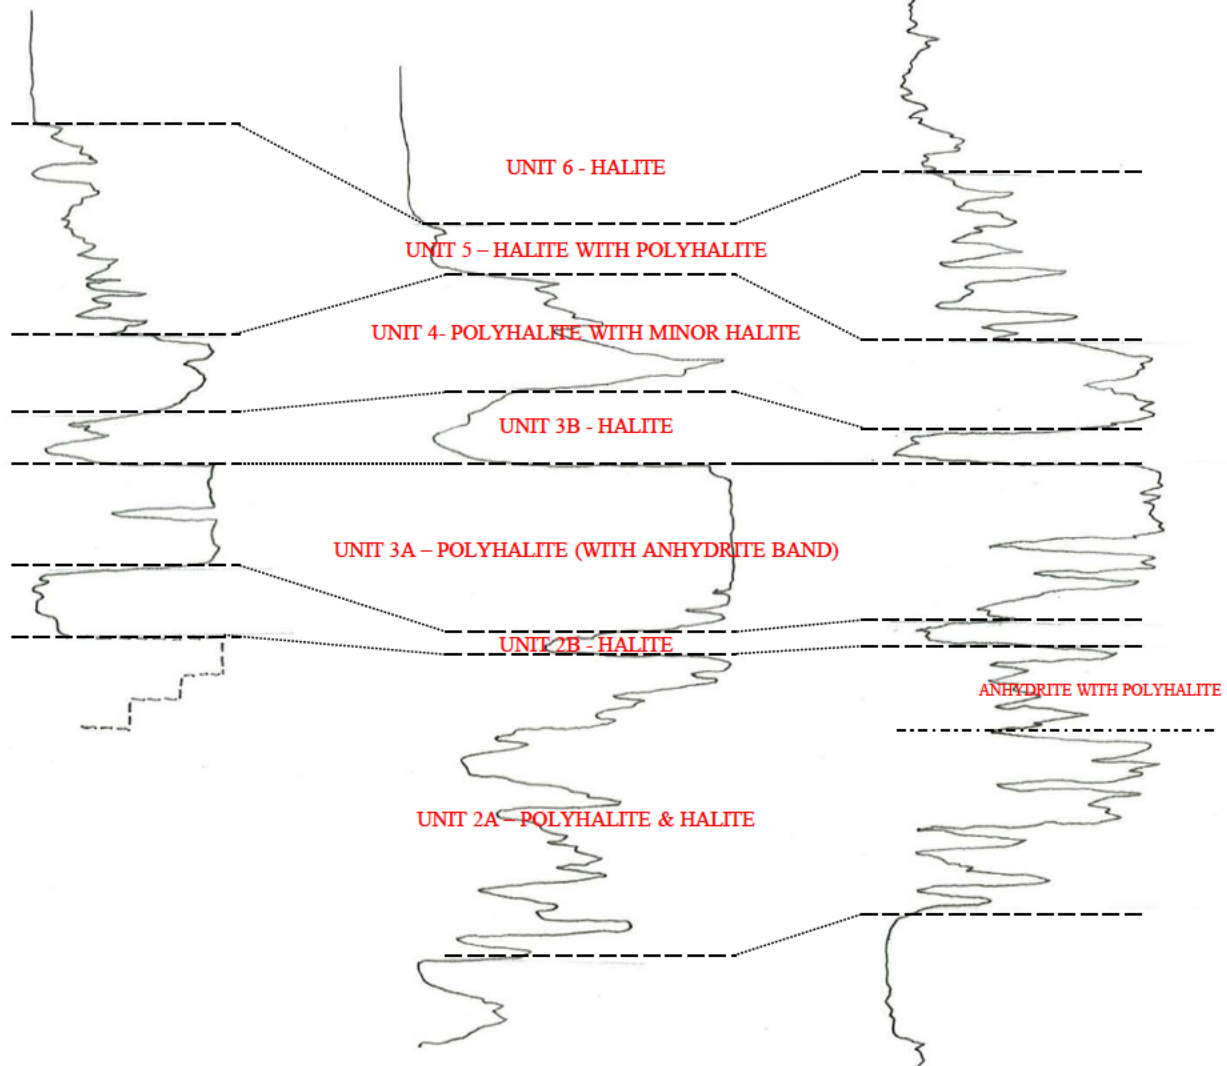 UNIT 6 - HALITE
UNIT 5 – HALITE WITH POLYHALITE
UNIT 4- POLYHALITE WITH MINOR HALITE
UNIT 3B - HALITE
UNIT 3A – POLYHALITE (WITH ANHYDRITE BAND)
UNIT 2B - HALITE
ANHYDRITE WITH POLYHALITE
UNIT 2A – POLYHALITE & HALITE